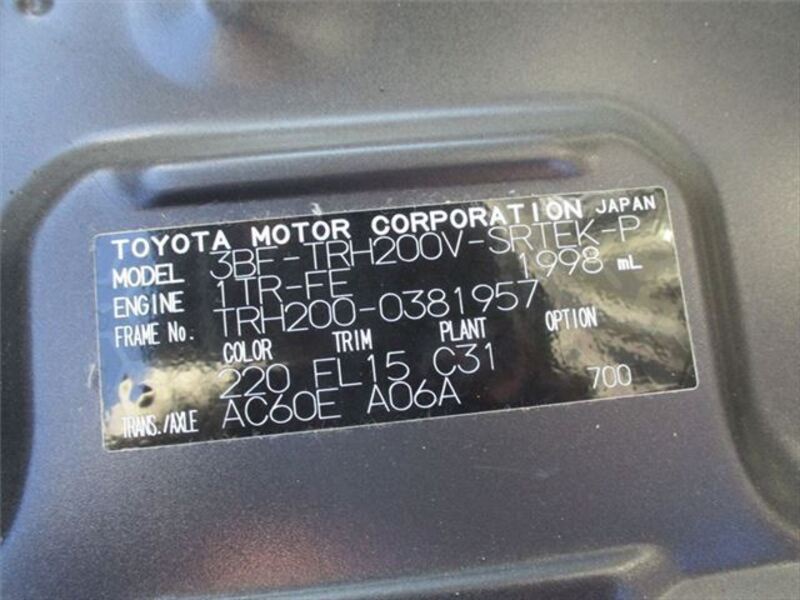 TOYOTA MOTOR CORPORATION JAPAN
MODEL 3BF-TRH200V-SRTEK-P
ENGINE 1TR-FE 1998 mL
FRAME No. TRH200-0381957
COLOR TRIM PLANT OPTION
220 FL15 C31 700
TRANS./AXLE AC60E A06A